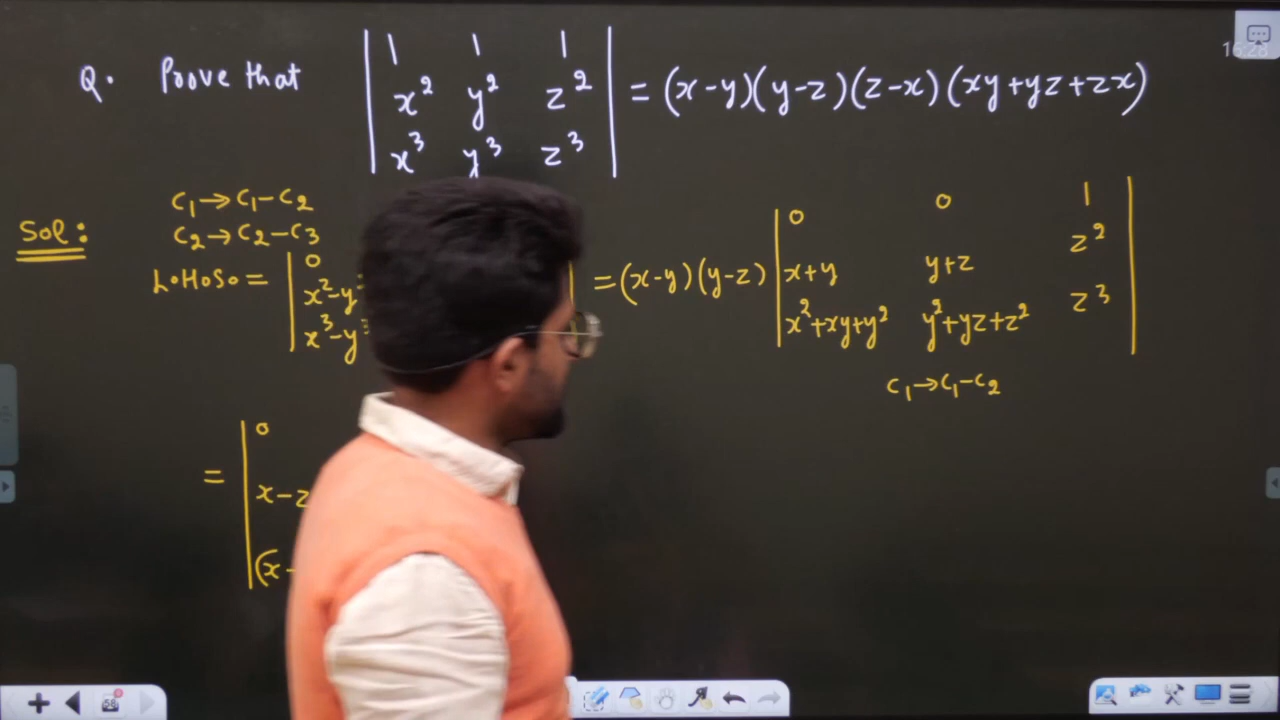 16:28
Q. Prove that | 1 1 1 |
| x² y² z² | = (x-y)(y-z)(z-x)(xy+yz+zx)
| x³ y³ z³ |
C₁→C₁-C₂
Sol: C₂→C₂-C₃
L.H.S. = | 0
x²-y
x³-y
= (x-y)(y-z) | 0 0 1 |
| x+y y+z z² |
| x²+xy+y² y²+yz+z² z³ |
C₁→C₁-C₂
= | 0
x-z
(x-